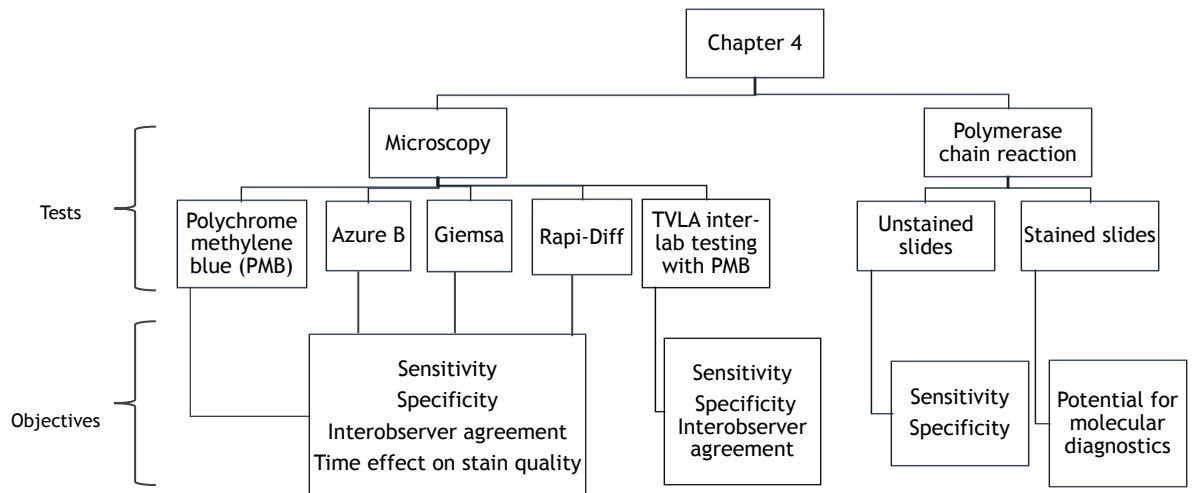 Chapter 4
Microscopy
Polymerase
chain reaction
Tests
Polychrome
methylene
blue (PMB)
Azure B
Giemsa
Rapi-Diff
TVLA inter-
lab testing
with PMB
Unstained
slides
Stained slides
Objectives
Sensitivity
Specificity
Interobserver agreement
Time effect on stain quality
Sensitivity
Specificity
Interobserver
agreement
Sensitivity
Specificity
Potential for
molecular
diagnostics